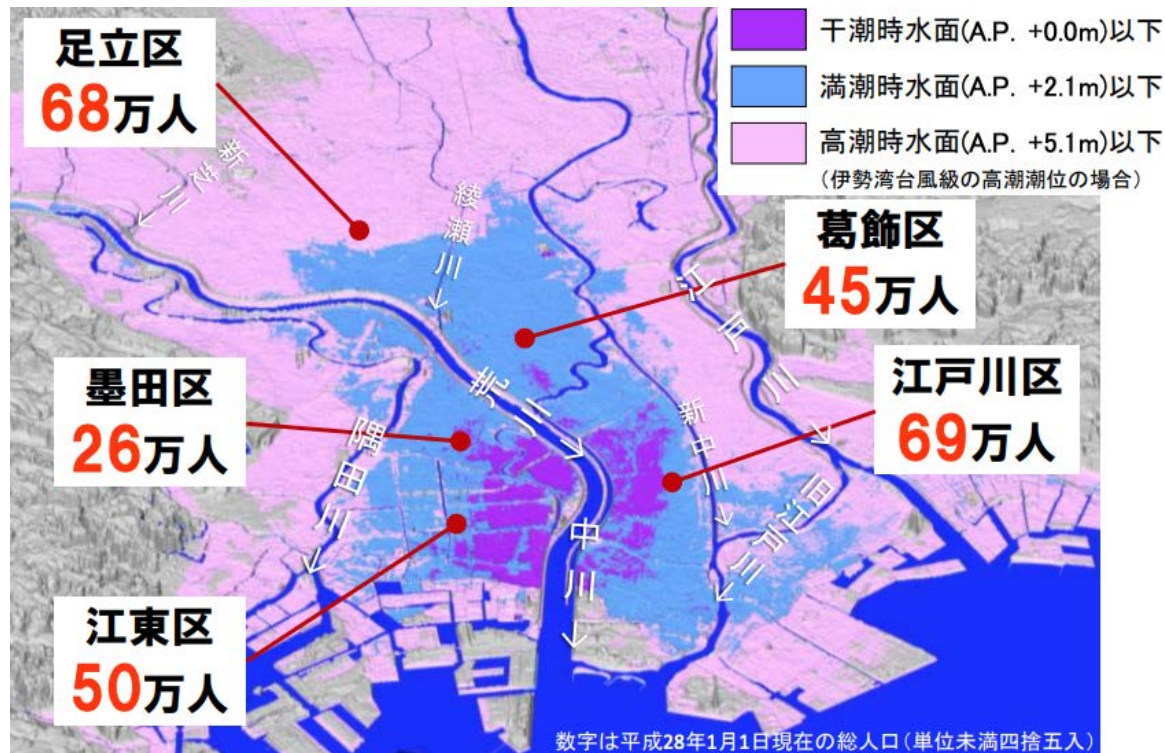 足立区
68万人
干潮時水面(A.P. +0.0m)以下
満潮時水面(A.P. +2.1m)以下
高潮時水面(A.P. +5.1m)以下
(伊勢湾台風級の高潮潮位の場合)
新芝川
綾瀬川
葛飾区
45万人
江戸川
墨田区
26万人
荒川
江戸川区
69万人
隅田川
新中川
旧江戸川
中川
江東区
50万人
数字は平成28年1月1日現在の総人口(単位未満四捨五入)